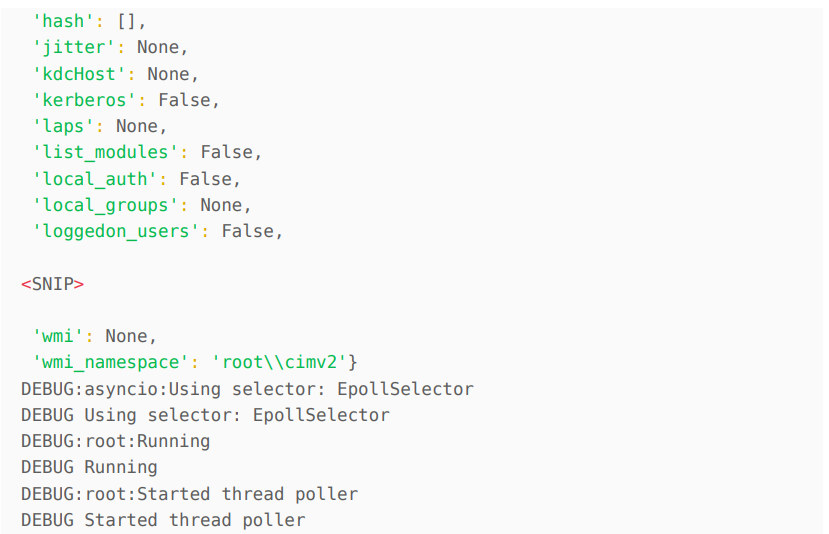 'hash': [],
'jitter': None,
'kdcHost': None,
'kerberos': False,
'laps': None,
'list_modules': False,
'local_auth': False,
'local_groups': None,
'loggedon_users': False,
<SNIP>
'wmi': None,
'wmi_namespace': 'root\\cimv2'}
DEBUG:asyncio:Using selector: EpollSelector
DEBUG Using selector: EpollSelector
DEBUG:root:Running
DEBUG Running
DEBUG:root:Started thread poller
DEBUG Started thread poller